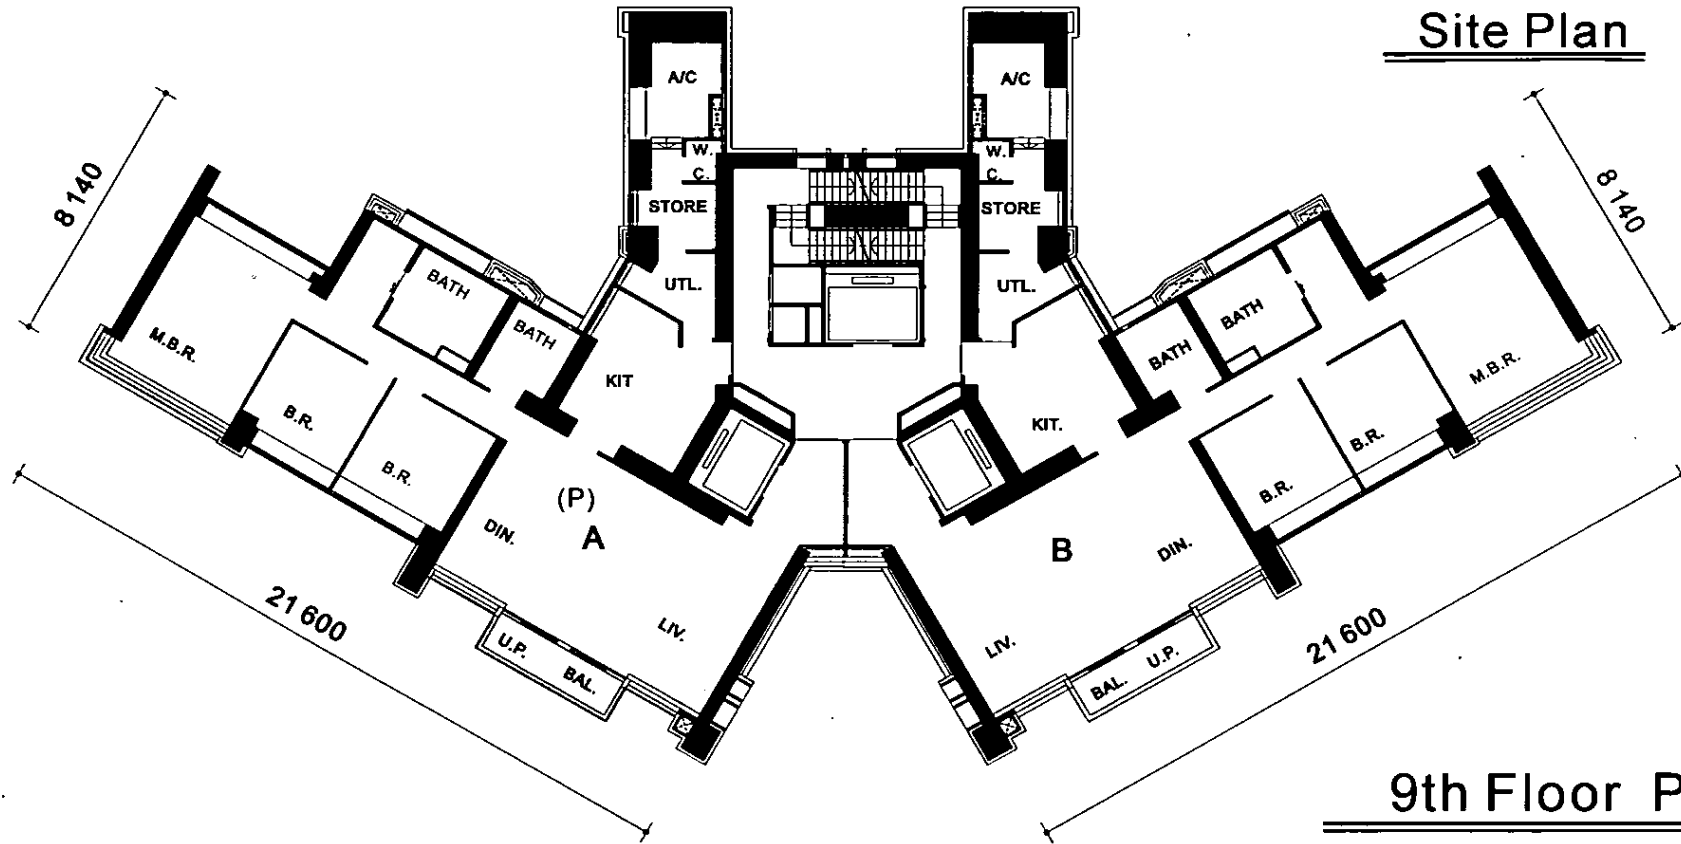 Site Plan
A/C
A/C
W.
C.
W.
C.
8 140
8 140
STORE
STORE
BATH
UTL.
UTL.
BATH
BATH
BATH
M.B.R.
KIT
M.B.R.
B.R.
KIT.
B.R.
B.R.
B.R.
(P)
A
DIN.
B
DIN.
21 600
LIV.
LIV.
21 600
U.P.
BAL.
U.P.
BAL.
9th Floor P